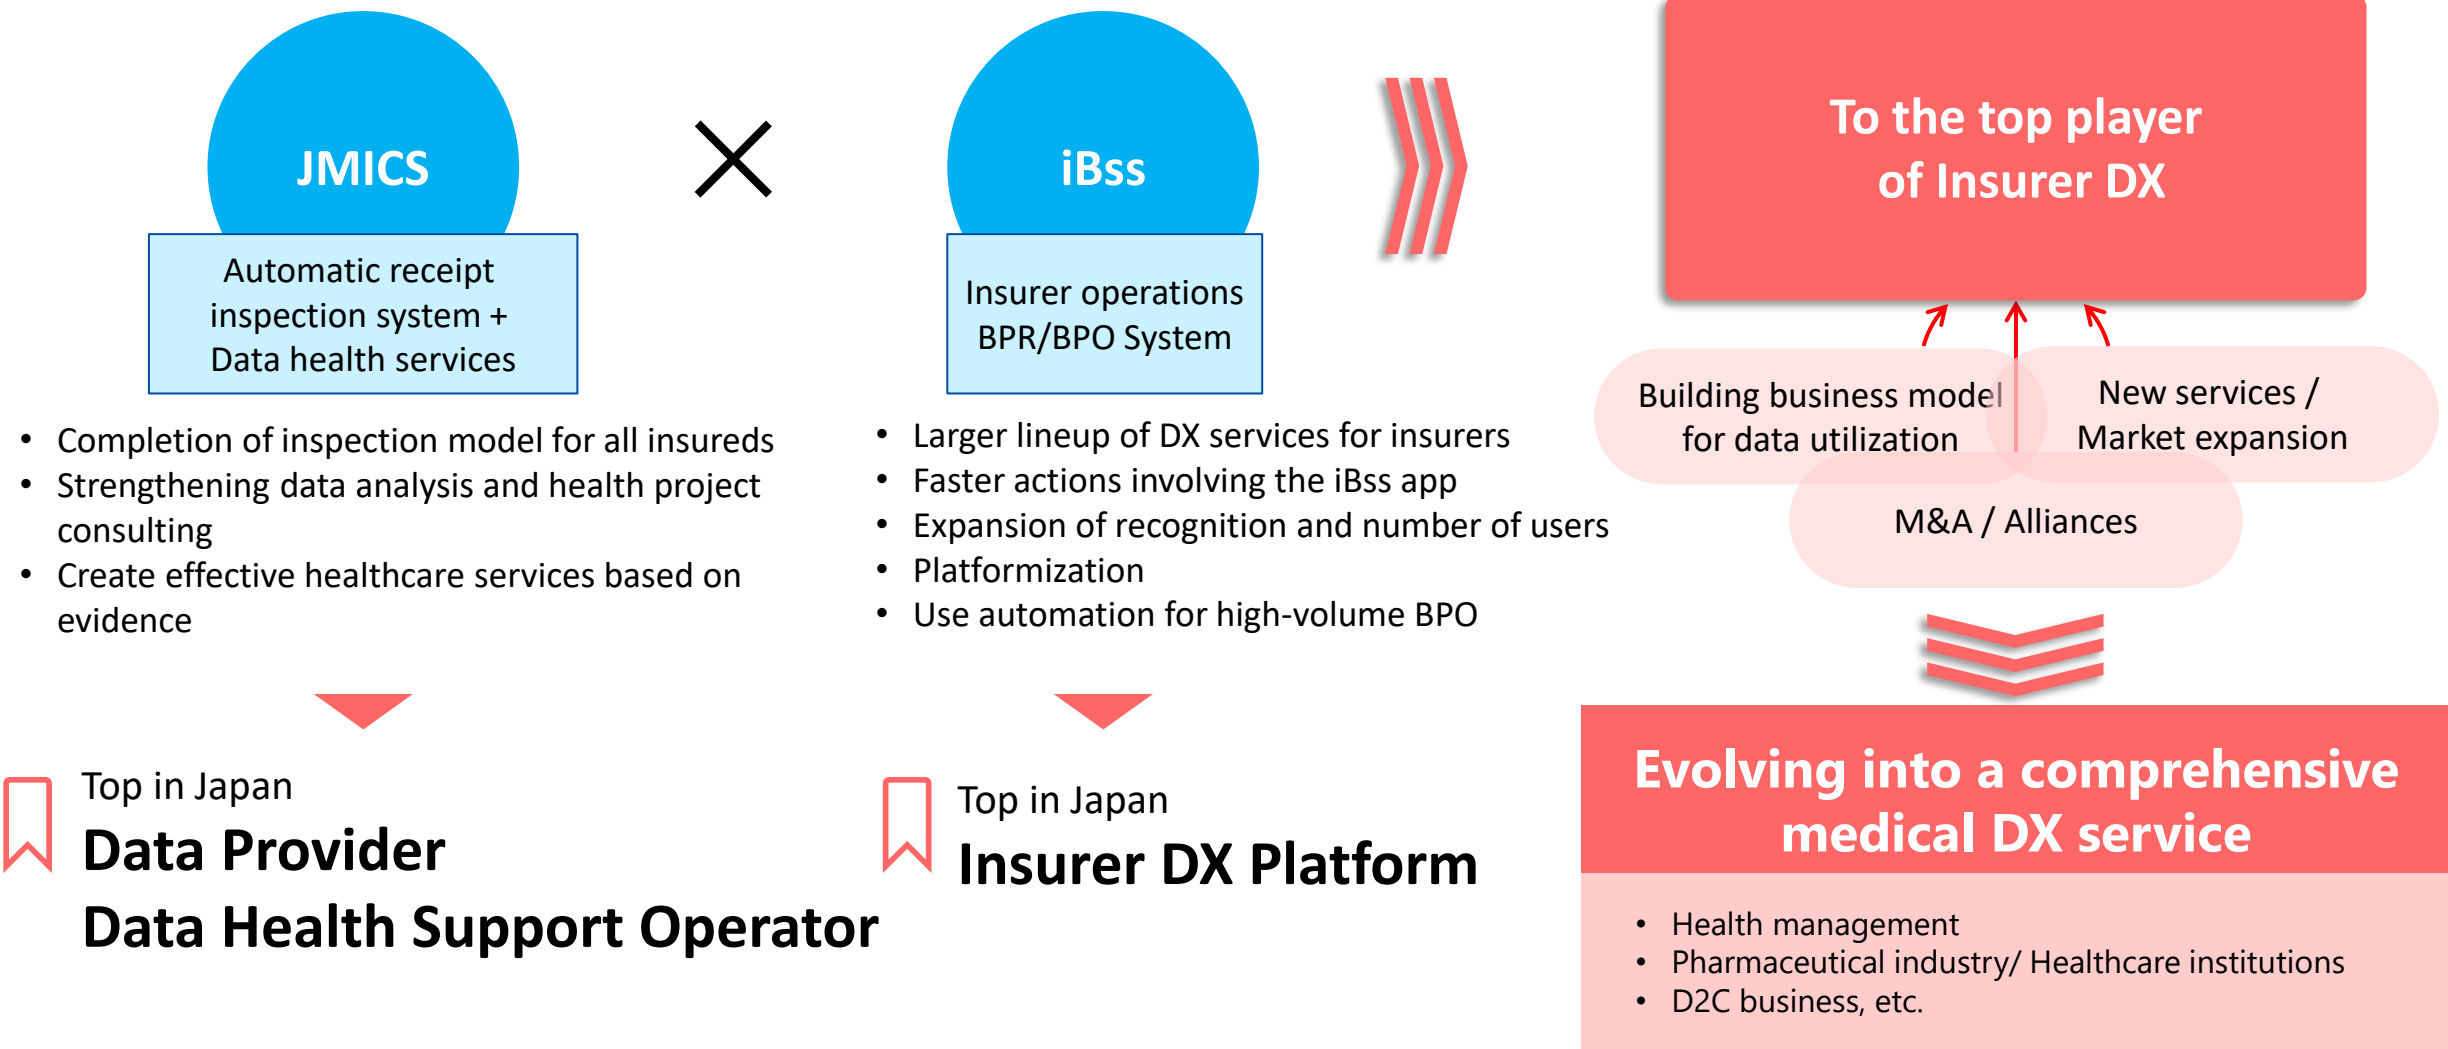 JMICS
Automatic receipt
inspection system +
Data health services
• Completion of inspection model for all insureds
• Strengthening data analysis and health project
consulting
• Create effective healthcare services based on
evidence
Top in Japan
Data Provider
Data Health Support Operator
iBss
Insurer operations
BPR/BPO System
• Larger lineup of DX services for insurers
• Faster actions involving the iBss app
• Expansion of recognition and number of users
• Platformization
• Use automation for high-volume BPO
Top in Japan
Insurer DX Platform
To the top player
of Insurer DX
Building business model
for data utilization
New services /
Market expansion
M&A / Alliances
Evolving into a comprehensive
medical DX service
• Health management
• Pharmaceutical industry/ Healthcare institutions
• D2C business, etc.